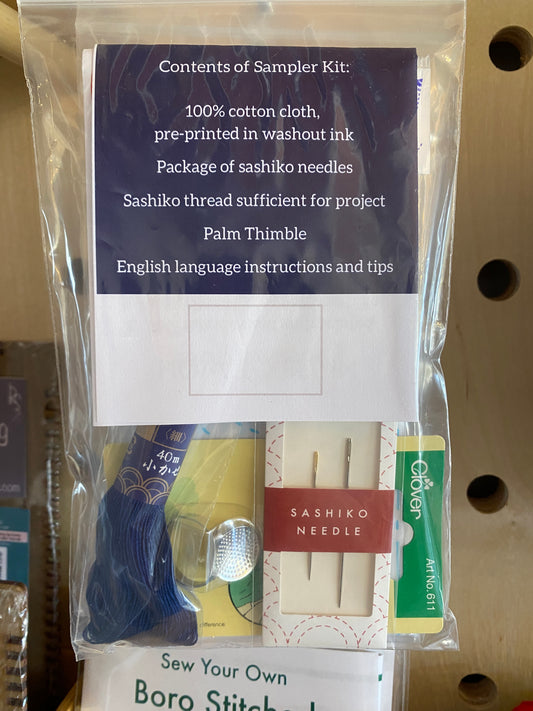 Contents of Sampler Kit:
100% cotton cloth,
pre-printed in washout ink
Package of sashiko needles
Sashiko thread sufficient for project
Palm Thimble
English language instructions and tips
(細)
40m
小かせ
SASHIKO
NEEDLE
Clover
Art No.611
difference.
Sew Your Own